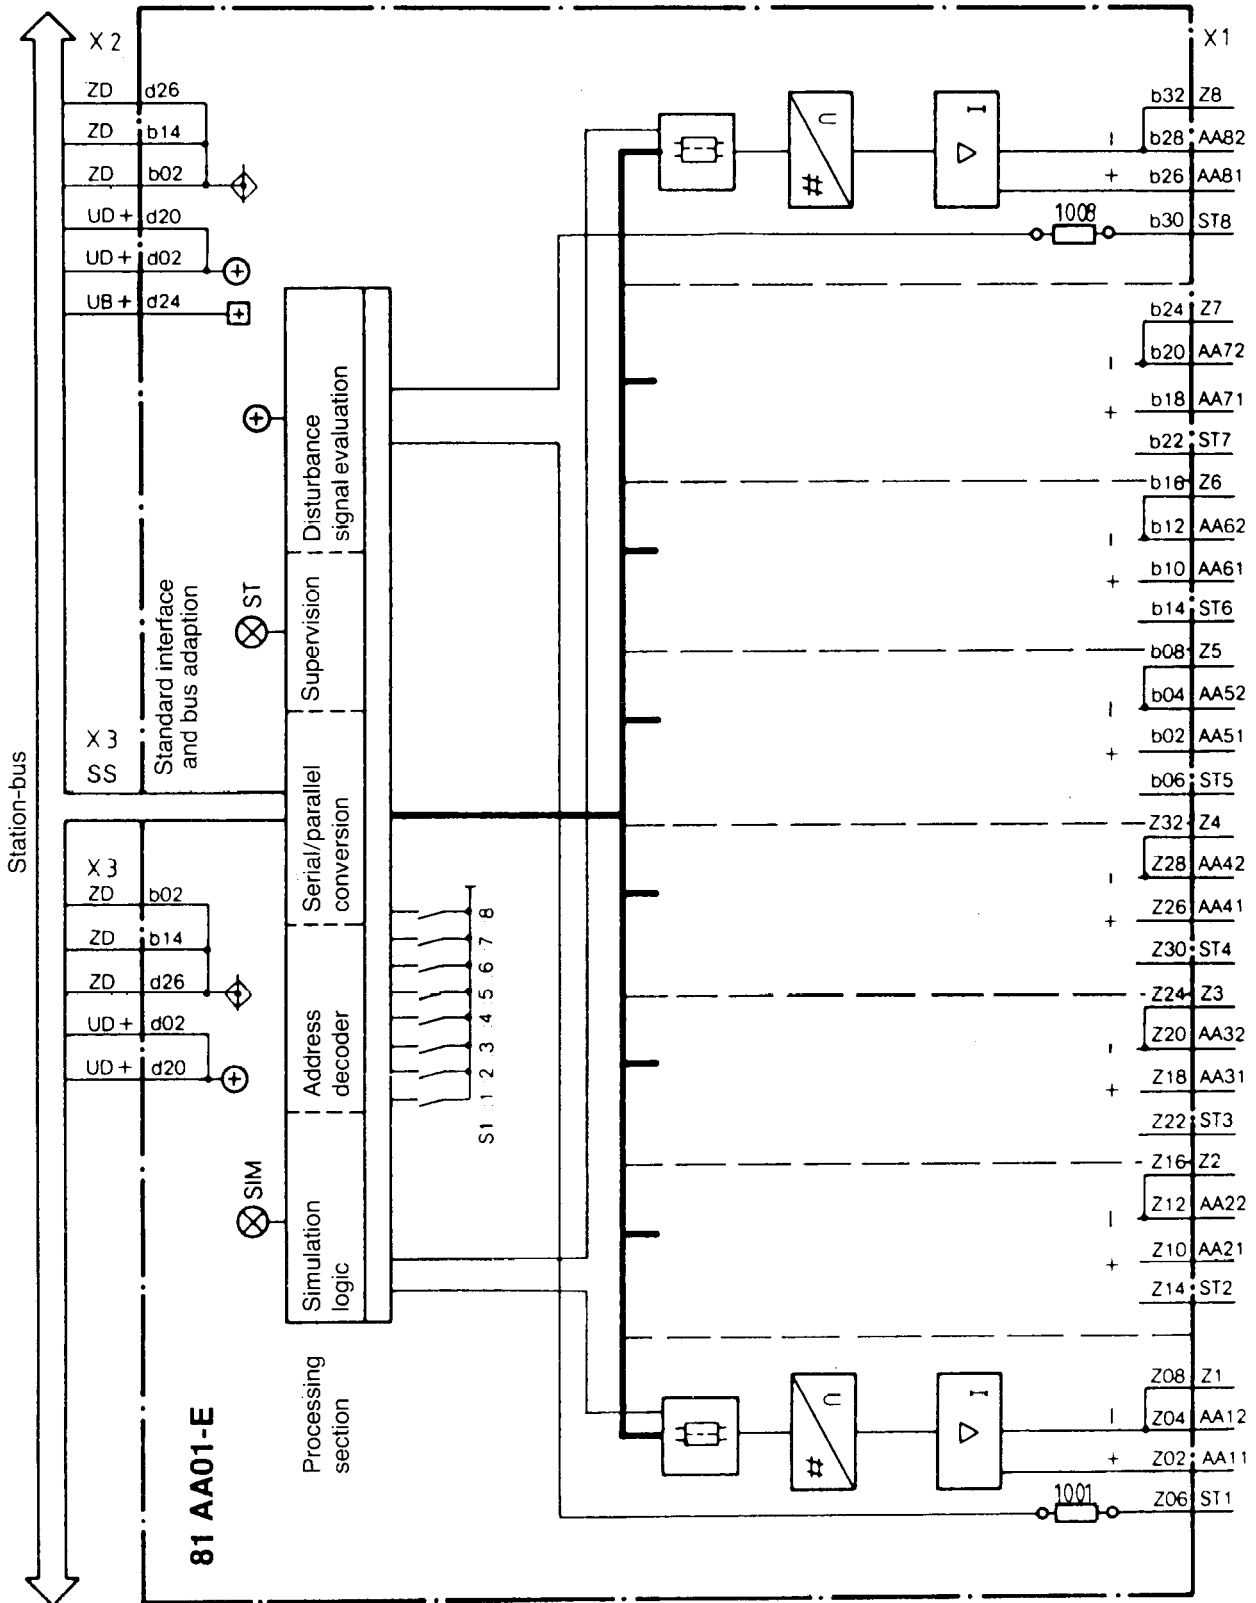 X2
ZD d26
ZD b14
ZD b02
UD+ d20
UD+ d02
UB+ d24
X3
SS
X3
ZD b02
ZD b14
ZD d26
UD+ d02
UD+ d20
Station-bus
Standard interface
and bus adaption
ST
SIM
Disturbance
signal evaluation
Supervision
Serial/parallel
conversion
Address
decoder
Simulation
logic
S1 : 1 2 3 4 5 6 7 8
Processing
section
81 AA01-E
# U
I
1008
# U
I
1001
X1
b32 Z8
- b28 AA82
+ b26 AA81
b30 ST8
b24 Z7
- b20 AA72
+ b18 AA71
b22 ST7
b16 Z6
- b12 AA62
+ b10 AA61
b14 ST6
b08 Z5
- b04 AA52
+ b02 AA51
b06 ST5
Z32 Z4
- Z28 AA42
+ Z26 AA41
Z30 ST4
Z24 Z3
- Z20 AA32
+ Z18 AA31
Z22 ST3
Z16 Z2
- Z12 AA22
+ Z10 AA21
Z14 ST2
Z08 Z1
- Z04 AA12
+ Z02 AA11
Z06 ST1